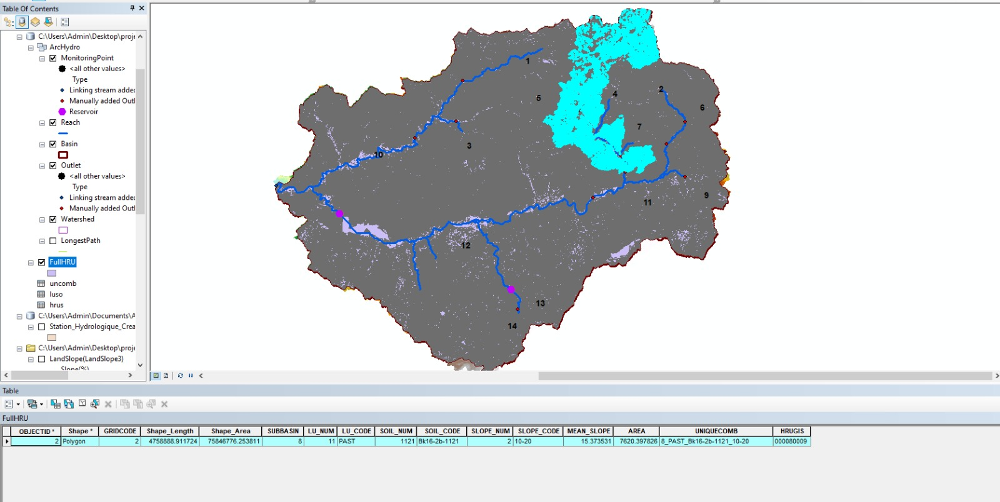 Table Of Contents
C:\Users\Admin\Desktop\proje
ArcHydro
MonitoringPoint
<all other values>
Type
Linking stream added
Manually added Outl
Reservoir
Reach
Basin
Outlet
<all other values>
Type
Linking stream added
Manually added Outl
Watershed
LongestPath
FullHRU
uncomb
luso
hrus
C:\Users\Admin\Documents\A
Station_Hydrologique_Crea
C:\Users\Admin\Desktop\proje
LandSlope(LandSlope3)
Slope(%)
1
2
4
5
6
7
3
10
9
11
12
13
14
Table
FullHRU
OBJECTID * Shape * GRIDCODE Shape_Length Shape_Area SUBBASIN LU_NUM LU_CODE SOIL_NUM SOIL_CODE SLOPE_NUM SLOPE_CODE MEAN_SLOPE AREA UNIQUECOMB HRUGIS
2 Polygon 2 4758888.911724 75846776.253811 8 11 PAST 1121 Bk16-2b-1121 2 10-20 15.373531 7620.397826 8_PAST_Bk16-2b-1121_10-20 000080009